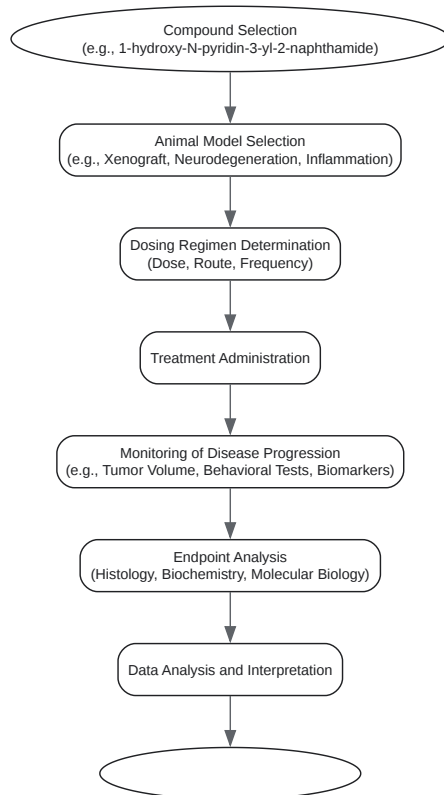 Compound Selection
(e.g., 1-hydroxy-N-pyridin-3-yl-2-naphthamide)
Animal Model Selection
(e.g., Xenograft, Neurodegeneration, Inflammation)
Dosing Regimen Determination
(Dose, Route, Frequency)
Treatment Administration
Monitoring of Disease Progression
(e.g., Tumor Volume, Behavioral Tests, Biomarkers)
Endpoint Analysis
(Histology, Biochemistry, Molecular Biology)
Data Analysis and Interpretation